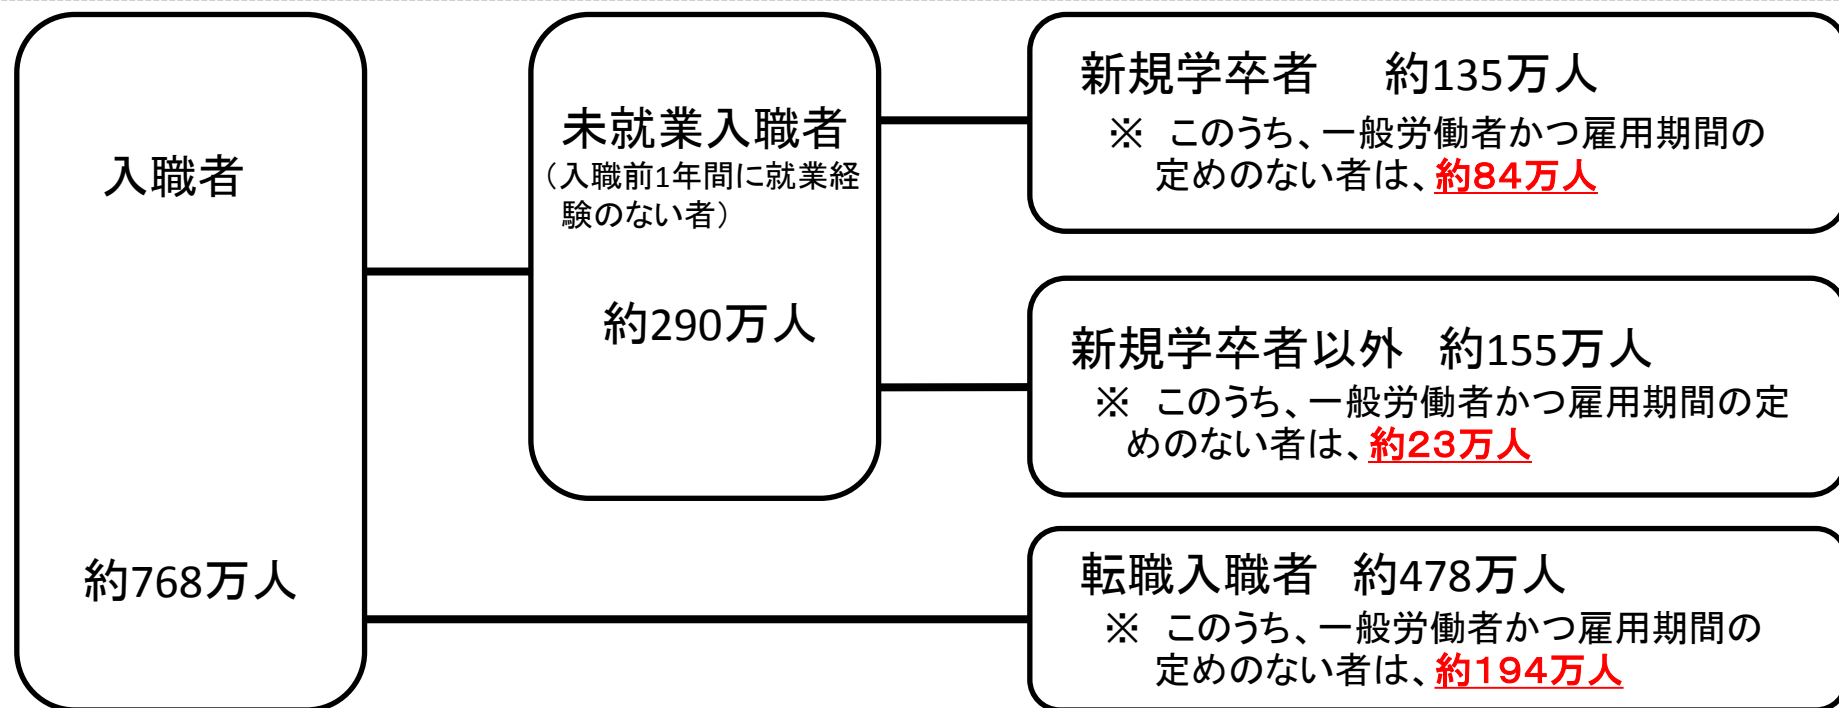 入職者
約768万人
未就業入職者
（入職前1年間に就業経
験のない者）
約290万人
新規学卒者　約135万人
※ このうち、一般労働者かつ雇用期間の
定めのない者は、約84万人
新規学卒者以外 約155万人
※ このうち、一般労働者かつ雇用期間の定
めのない者は、約23万人
転職入職者 約478万人
※ このうち、一般労働者かつ雇用期間の
定めのない者は、約194万人